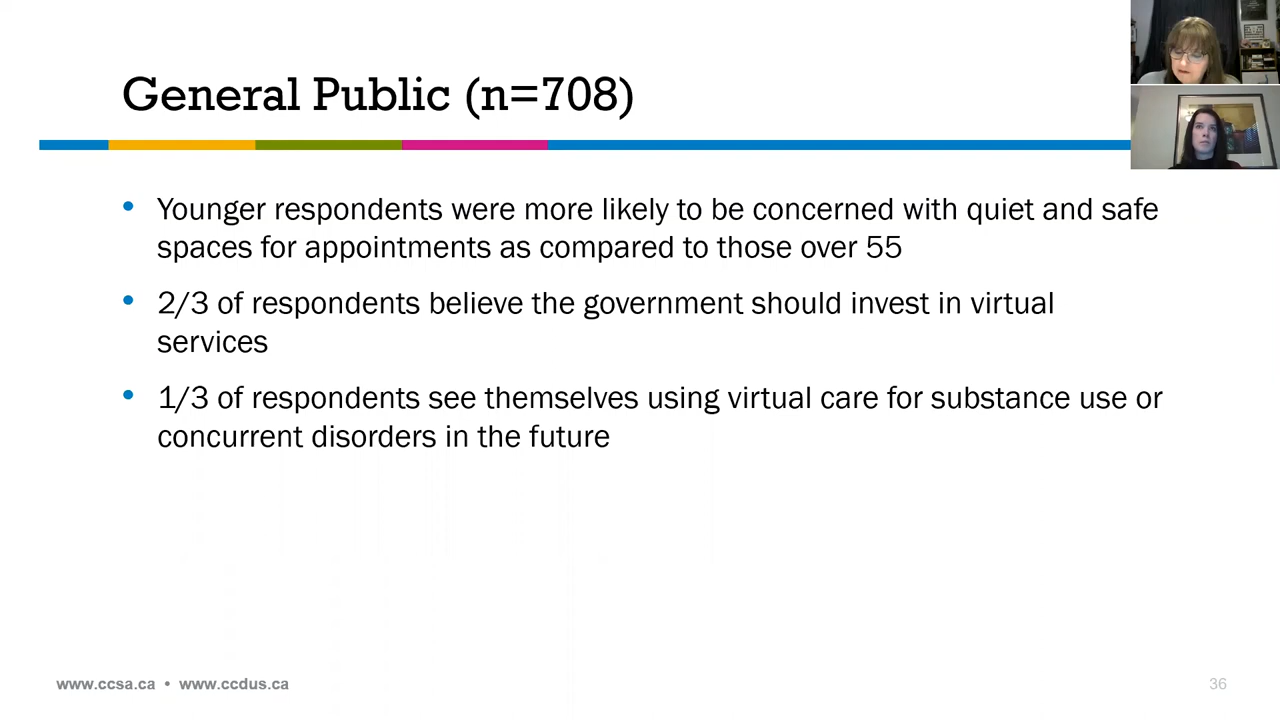 General Public (n=708)
• Younger respondents were more likely to be concerned with quiet and safe
spaces for appointments as compared to those over 55
• 2/3 of respondents believe the government should invest in virtual
services
• 1/3 of respondents see themselves using virtual care for substance use or
concurrent disorders in the future
www.ccsa.ca • www.ccdus.ca
36